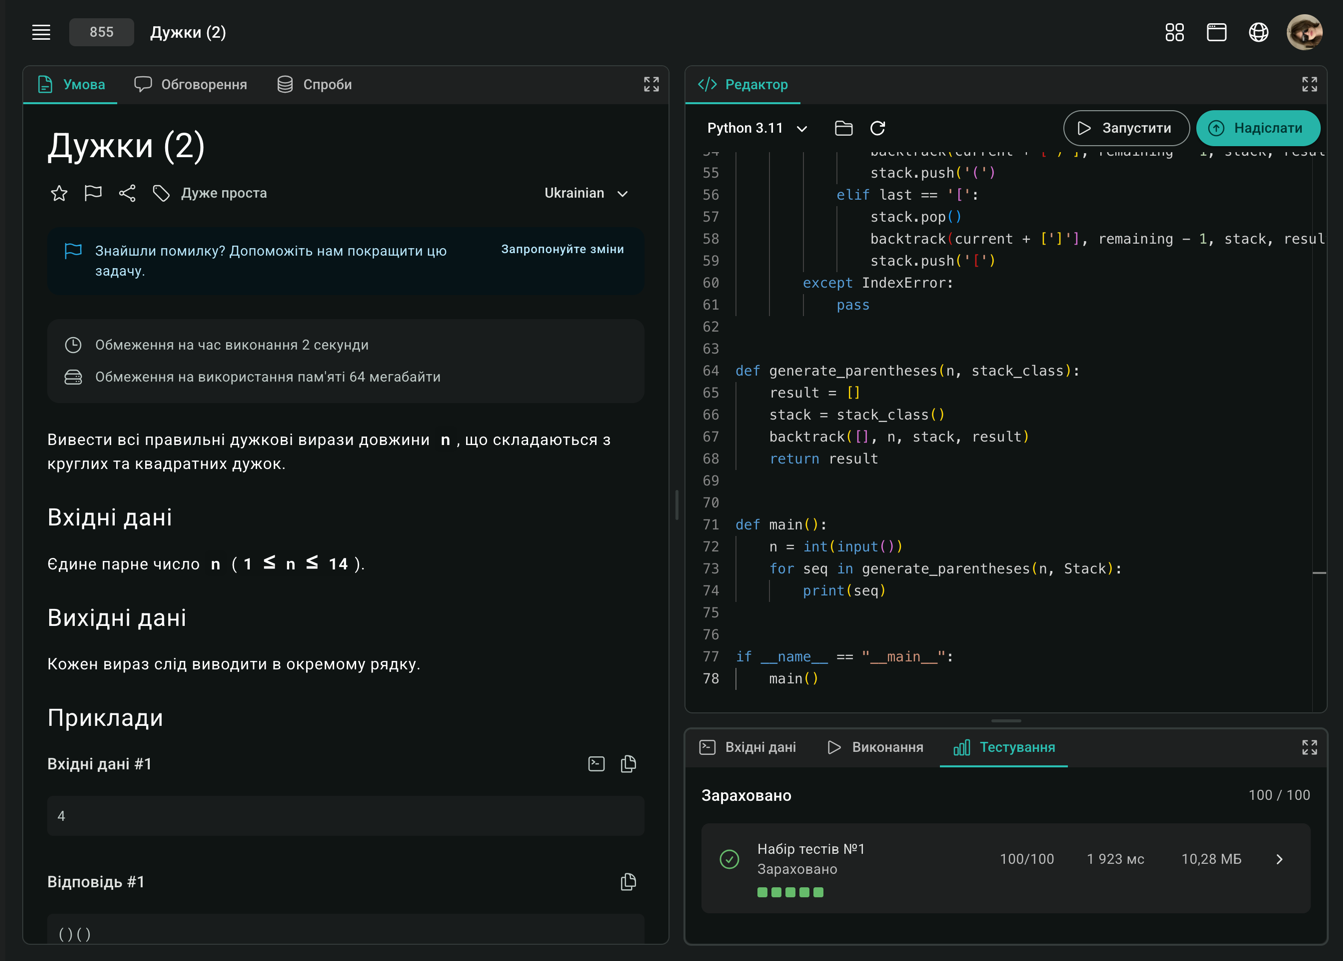 855
Дужки (2)
Умова
Обговорення
Спроби
Дужки (2)
Дуже проста
Ukrainian
Знайшли помилку? Допоможіть нам покращити цю
задачу.
Запропонуйте зміни
Обмеження на час виконання 2 секунди
Обмеження на використання пам'яті 64 мегабайти
Вивести всі правильні дужкові вирази довжини n , що складаються з
круглих та квадратних дужок.
Вхідні дані
Єдине парне число n ( 1 ≤ n ≤ 14 ).
Вихідні дані
Кожен вираз слід виводити в окремому рядку.
Приклади
Вхідні дані #1
4
Відповідь #1
()()
</> Редактор
Python 3.11
Запустити
Надіслати
55 stack.push('(')
56 elif last == '[':
57 stack.pop()
58 backtrack(current + [']'], remaining - 1, stack, resul
59 stack.push('[')
60 except IndexError:
61 pass
62
63
64 def generate_parentheses(n, stack_class):
65 result = []
66 stack = stack_class()
67 backtrack([], n, stack, result)
68 return result
69
70
71 def main():
72 n = int(input())
73 for seq in generate_parentheses(n, Stack):
74 print(seq)
75
76
77 if __name__ == "__main__":
78 main()
Вхідні дані
Виконання
Тестування
Зараховано
100 / 100
Набір тестів №1
Зараховано
100/100
1 923 мс
10,28 МБ